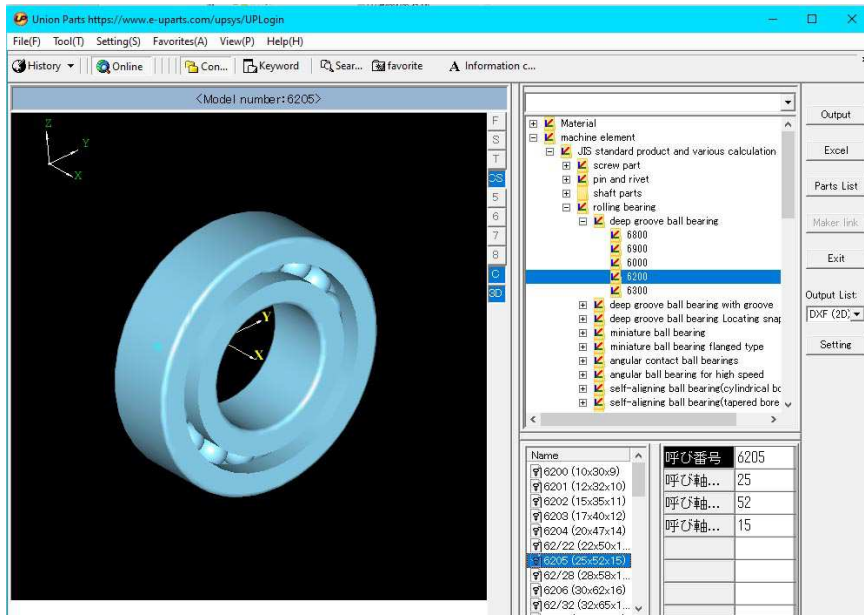 Union Parts https://www.e-uparts.com/upsys/UPLogin
File(F) Tool(T) Setting(S) Favorites(A) View(P) Help(H)
History Online Con... Keyword Sear... favorite A Information c...
<Model number:6205>
Z
Y
X
Y
X
F
S
T
CS
5
6
7
8
C
3D
Material
machine element
JIS standard product and various calculation
screw part
pin and rivet
shaft parts
rolling bearing
deep groove ball bearing
6800
6900
6000
6200
6300
deep groove ball bearing with groove
deep groove ball bearing Locating snap
miniature ball bearing
miniature ball bearing flanged type
angular contact ball bearings
angular ball bearing for high speed
self-aligning ball bearing(cylindrical bo
self-aligning ball bearing(tapered bore
Output
Excel
Parts List
Maker link
Exit
Output List:
DXF (2D)
Setting
Name
6200 (10x30x9)
6201 (12x32x10)
6202 (15x35x11)
6203 (17x40x12)
6204 (20x47x14)
62/22 (22x50x1...
6205 (25x52x15)
62/28 (28x58x1...
6206 (30x62x16)
62/32 (32x65x1...
呼び番号 6205
呼び軸... 25
呼び軸... 52
呼び軸... 15